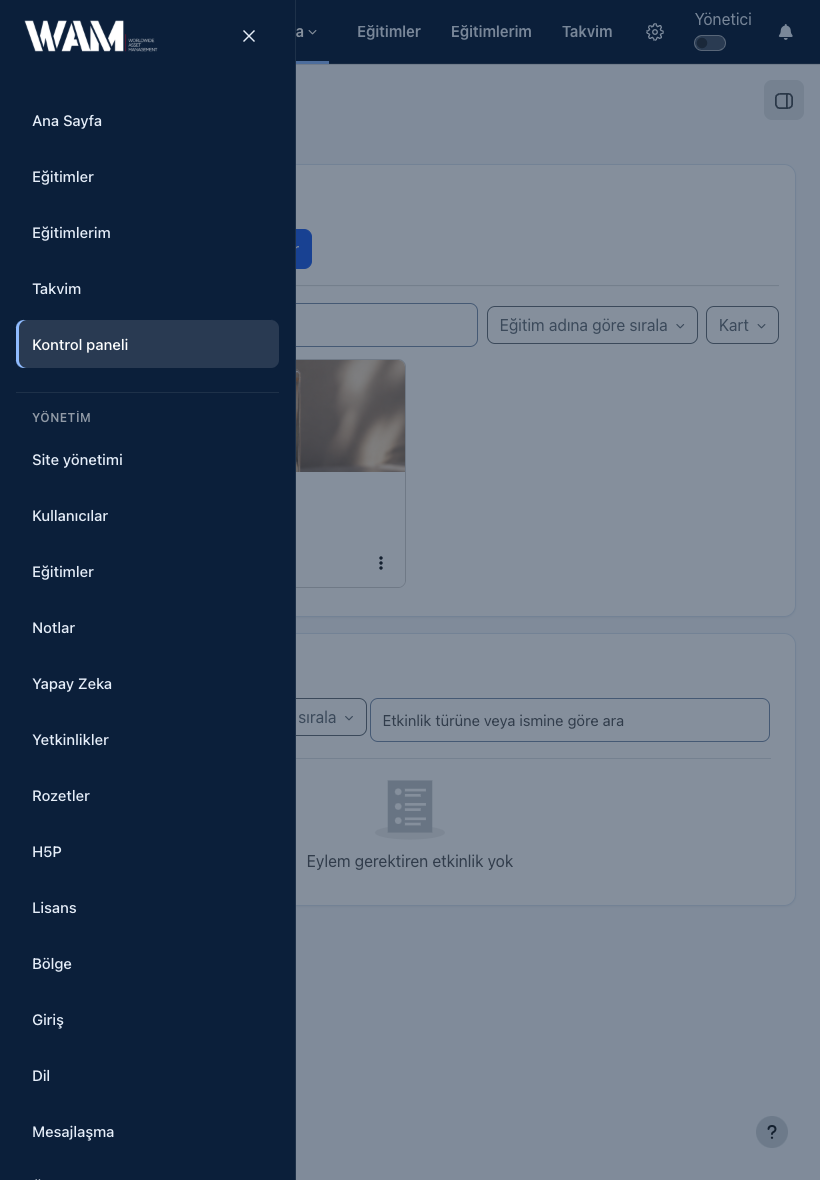 WAM WORLDWIDE
ASSET
MANAGEMENT
Eğitimler
Eğitimlerim
Takvim
Yönetici
Ana Sayfa
Eğitimler
Eğitimlerim
Takvim
Kontrol paneli
Eğitim adına göre sırala
Kart
YÖNETİM
Site yönetimi
Kullanıcılar
Eğitimler
Notlar
Yapay Zeka
Yetkinlikler
sırala
Etkinlik türüne veya ismine göre ara
Rozetler
H5P
Eylem gerektiren etkinlik yok
Lisans
Bölge
Giriş
Dil
Mesajlaşma
?